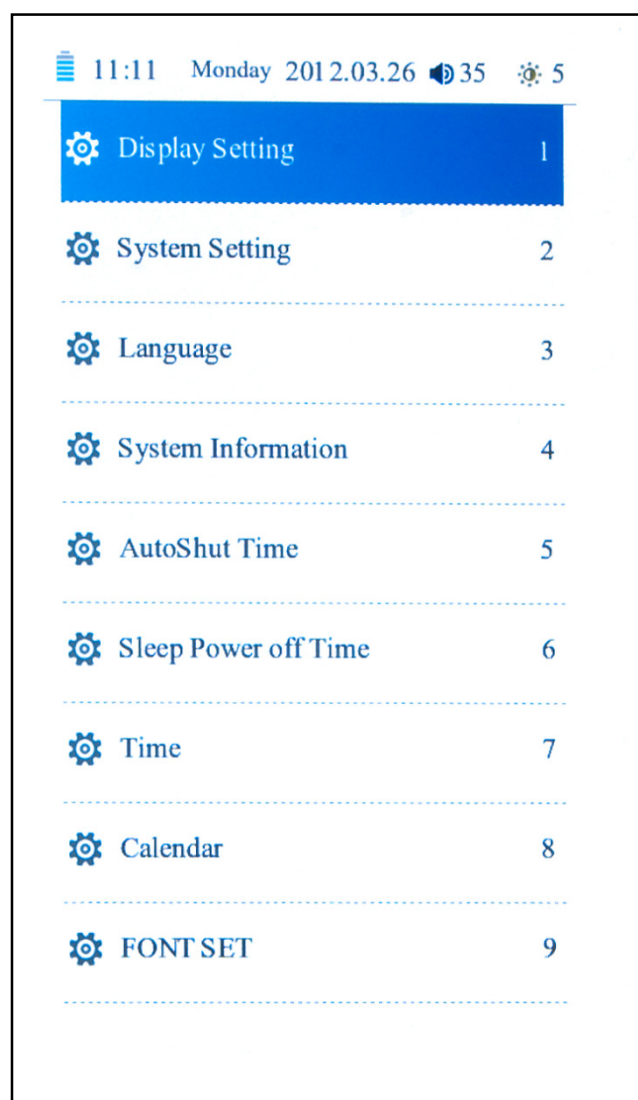 11:11 Monday 2012.03.26 35 5
Display Setting 1
System Setting 2
Language 3
System Information 4
AutoShut Time 5
Sleep Power off Time 6
Time 7
Calendar 8
FONT SET 9